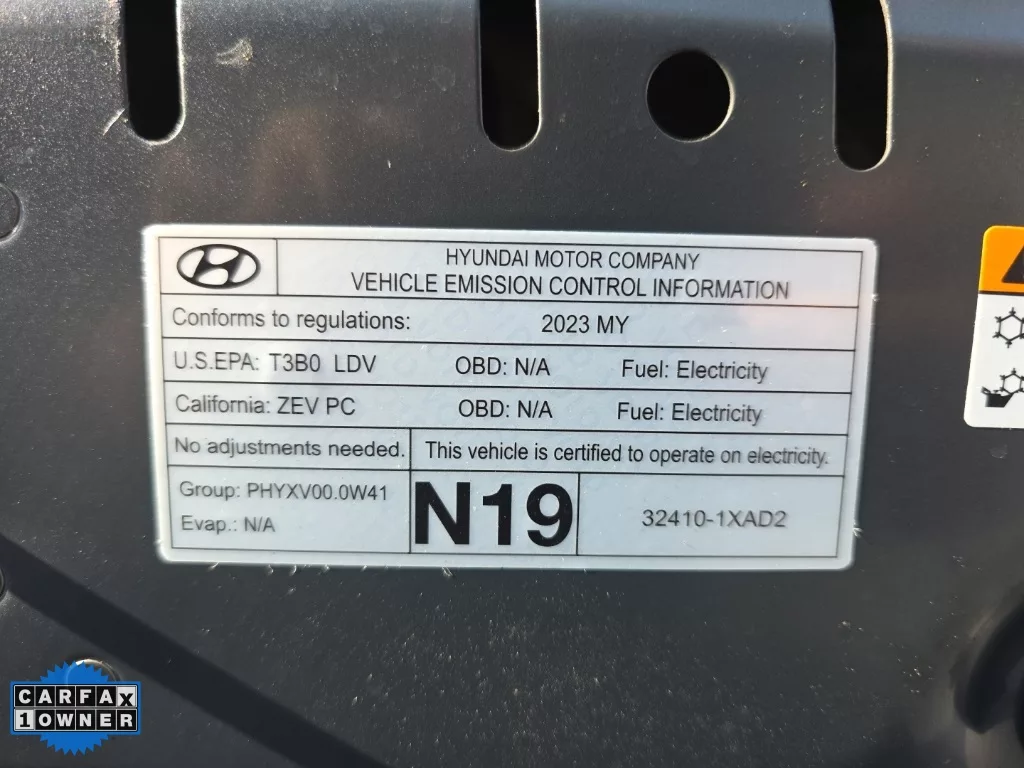 HYUNDAI MOTOR COMPANY
VEHICLE EMISSION CONTROL INFORMATION
Conforms to regulations: 2023 MY
U.S.EPA: T3B0 LDV OBD: N/A Fuel: Electricity
California: ZEV PC OBD: N/A Fuel: Electricity
No adjustments needed. This vehicle is certified to operate on electricity.
Group: PHYXV00.0W41
Evap.: N/A
N19
32410-1XAD2
CARFAX
1 OWNER